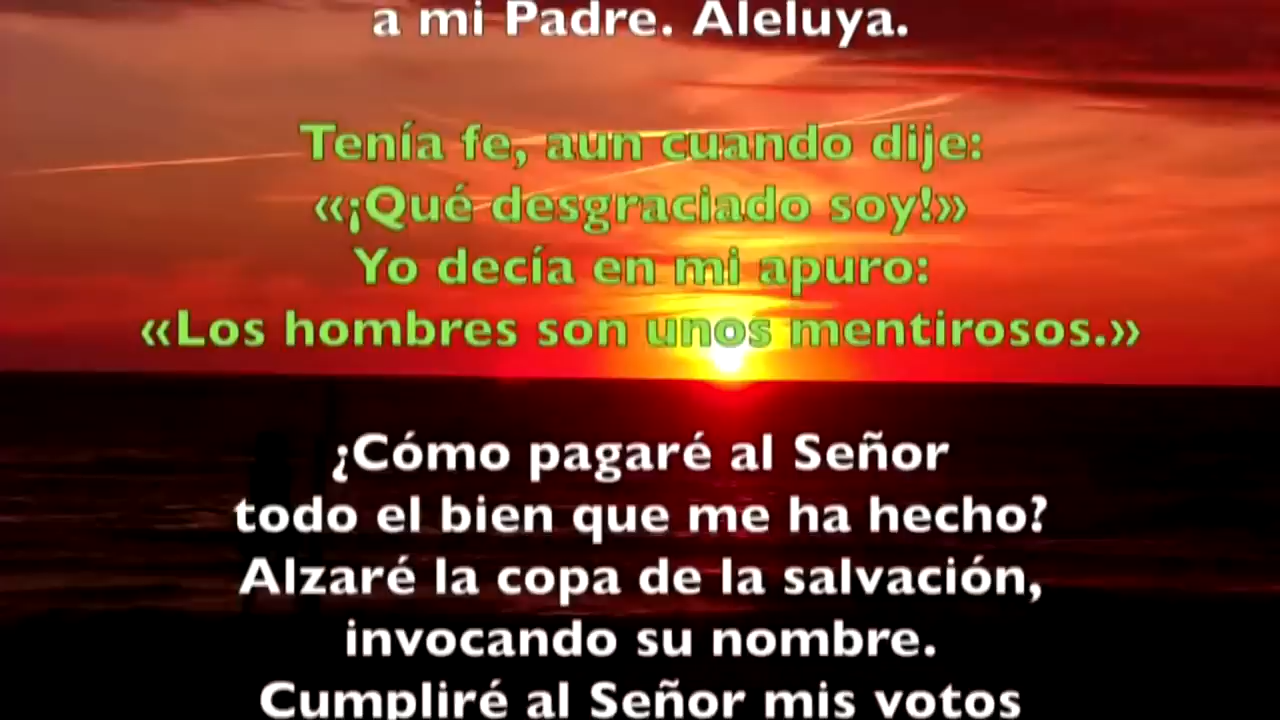 a mi Padre. Aleluya.
Tenía fe, aun cuando dije:
«¡Qué desgraciado soy!»
Yo decía en mi apuro:
«Los hombres son unos mentirosos.»
¿Cómo pagaré al Señor
todo el bien que me ha hecho?
Alzaré la copa de la salvación,
invocando su nombre.
Cumpliré al Señor mis votos